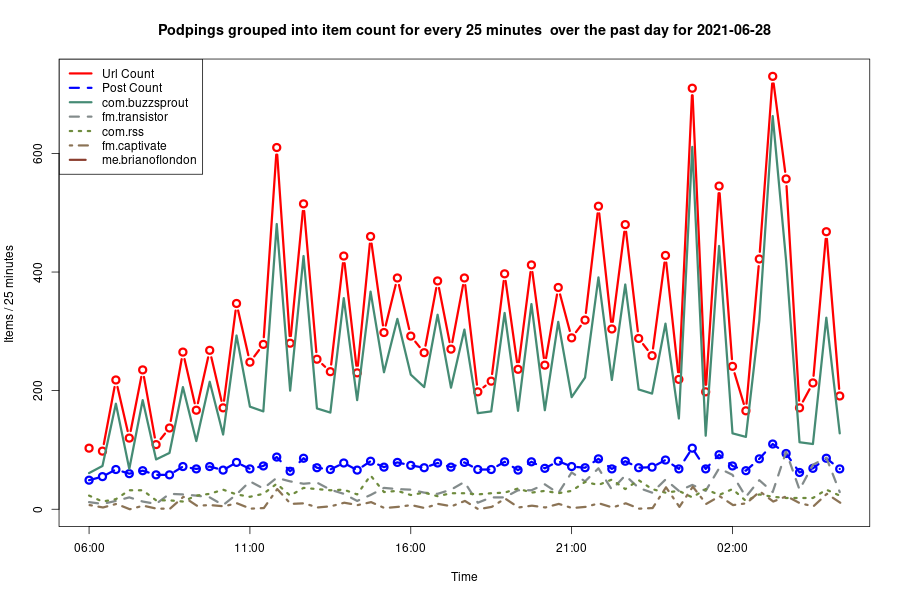 Podpings grouped into item count for every 25 minutes  over the past day for 2021-06-28
Url Count
Post Count
com.buzzsprout
fm.transistor
com.rss
fm.captivate
me.brianoflondon
600
400
200
0
Items / 25 minutes
06:00 11:00 16:00 21:00 02:00
Time